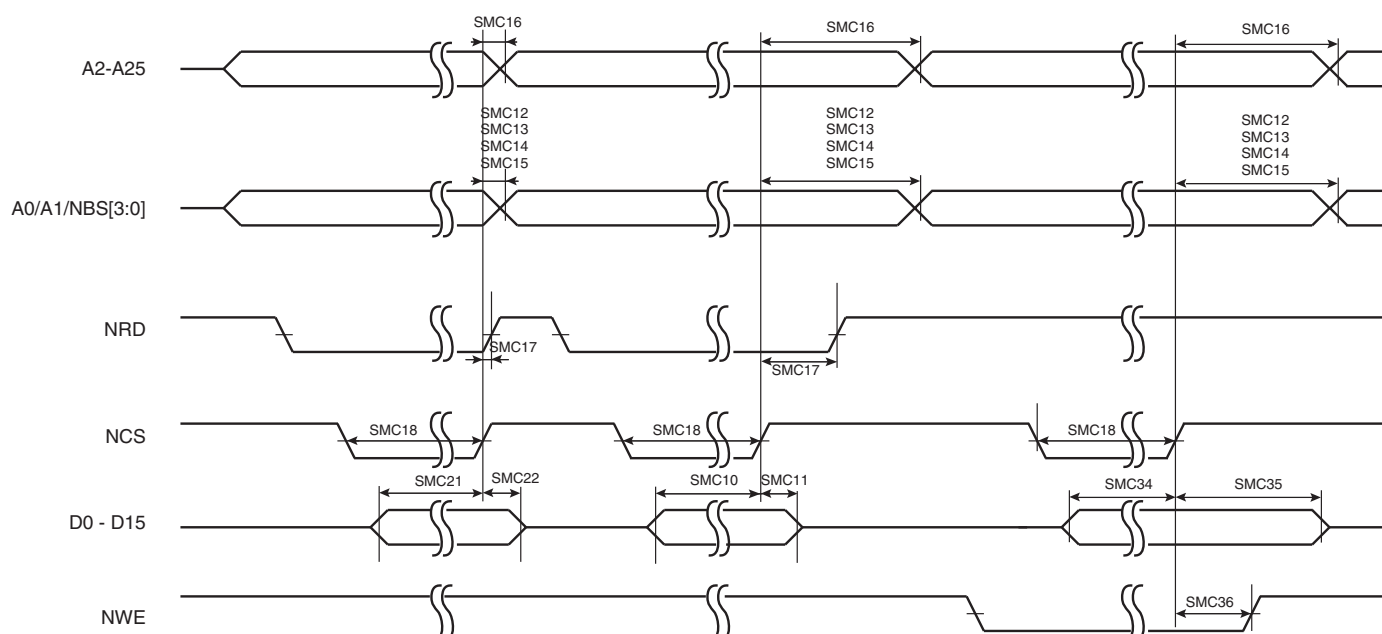 SMC16
SMC16
SMC16
A2-A25
SMC12
SMC13
SMC14
SMC15
SMC12
SMC13
SMC14
SMC15
SMC12
SMC13
SMC14
SMC15
A0/A1/NBS[3:0]
NRD
SMC17
SMC17
NCS
SMC18
SMC18
SMC18
SMC21
SMC22
SMC10
SMC11
SMC34
SMC35
D0 - D15
NWE
SMC36